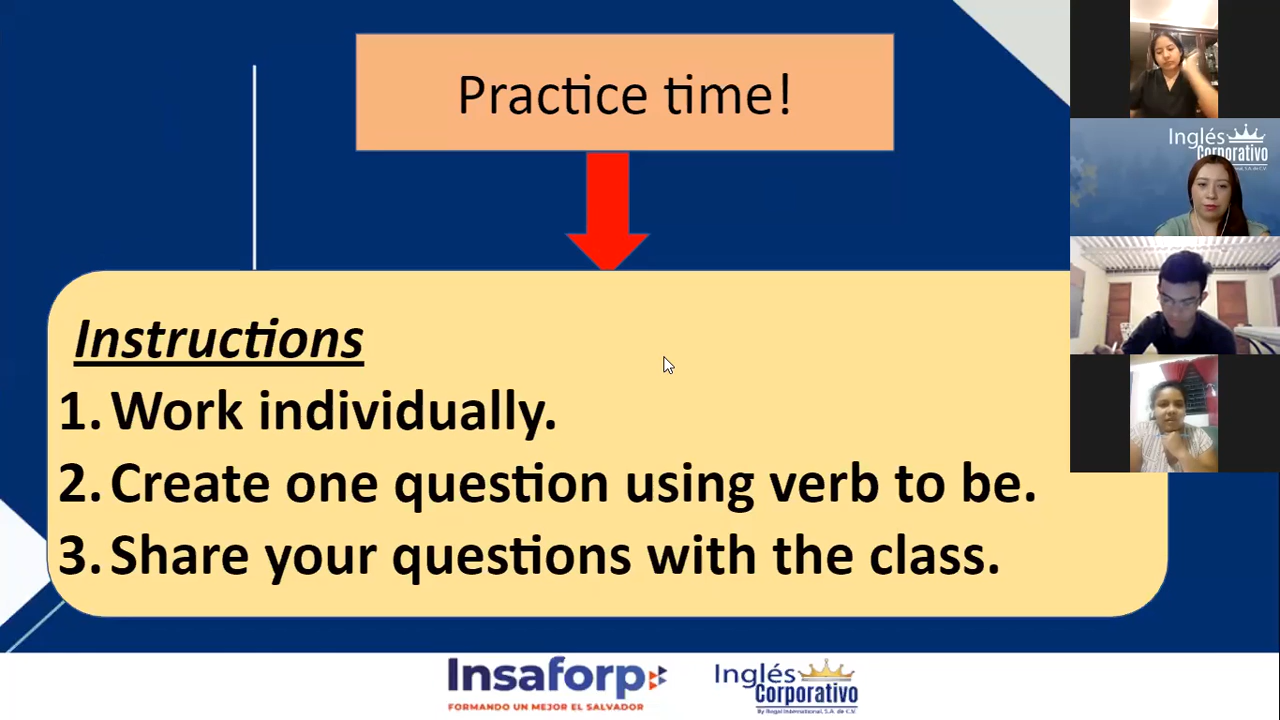 Practice time!
Instructions
1. Work individually.
2. Create one question using verb to be.
3. Share your questions with the class.
Insaforp
FORMANDO UN MEJOR EL SALVADOR
Inglés
Corporativo
By Regal International, S.A. de C.V.
Inglés
Corporativo